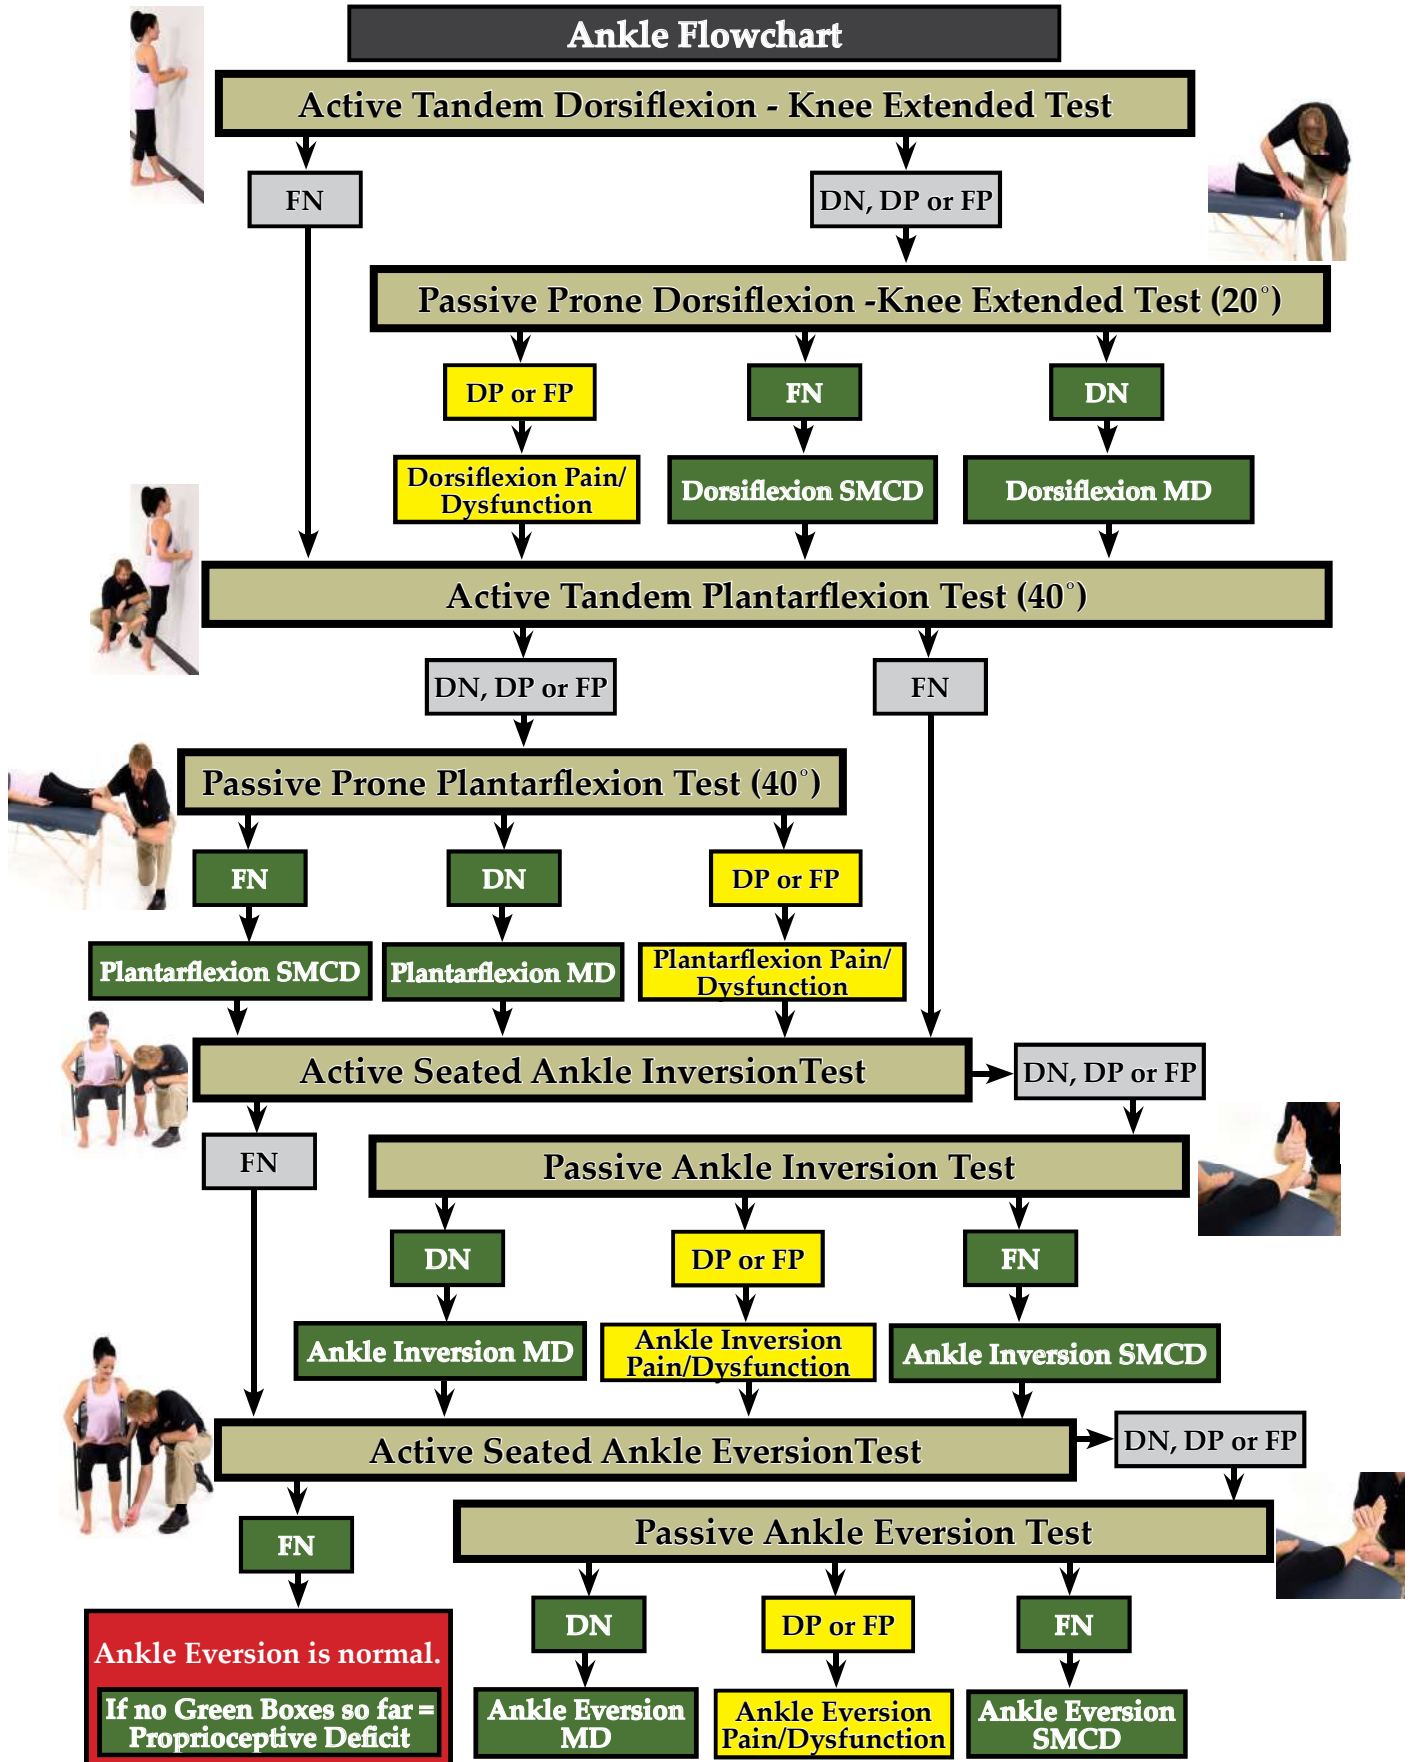 Ankle Flowchart
Active Tandem Dorsiflexion - Knee Extended Test
FN
DN, DP or FP
Passive Prone Dorsiflexion -Knee Extended Test (20°)
DP or FP
FN
DN
Dorsiflexion Pain/
Dysfunction
Dorsiflexion SMCD
Dorsiflexion MD
Active Tandem Plantarflexion Test (40°)
DN, DP or FP
FN
Passive Prone Plantarflexion Test (40°)
FN
DN
DP or FP
Plantarflexion SMCD
Plantarflexion MD
Plantarflexion Pain/
Dysfunction
Active Seated Ankle InversionTest
DN, DP or FP
FN
Passive Ankle Inversion Test
DN
DP or FP
FN
Ankle Inversion MD
Ankle Inversion
Pain/Dysfunction
Ankle Inversion SMCD
Active Seated Ankle EversionTest
DN, DP or FP
FN
Passive Ankle Eversion Test
DN
DP or FP
FN
Ankle Eversion is normal.
If no Green Boxes so far =
Proprioceptive Deficit
Ankle Eversion
MD
Ankle Eversion
Pain/Dysfunction
Ankle Eversion
SMCD